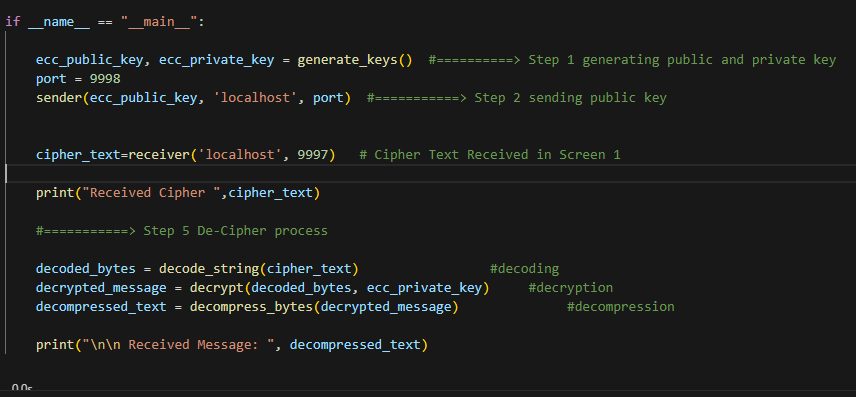 if __name__ == "__main__":
ecc_public_key, ecc_private_key = generate_keys()  #==========> Step 1 generating public and private key
port = 9998
sender(ecc_public_key, 'localhost', port)  #===========> Step 2 sending public key
cipher_text=receiver('localhost', 9997)   # Cipher Text Received in Screen 1
print("Received Cipher ",cipher_text)
#===========> Step 5 De-Cipher process
decoded_bytes = decode_string(cipher_text)                 #decoding
decrypted_message = decrypt(decoded_bytes, ecc_private_key)     #decryption
decompressed_text = decompress_bytes(decrypted_message)              #decompression
print("\n\n Received Message: ", decompressed_text)